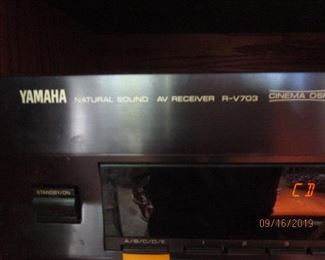 YAMAHA NATURAL SOUND AV RECEIVER R-V703 CINEMA DSP
STANDBY/ON
CD
09/16/2019
A/B/C/D/E